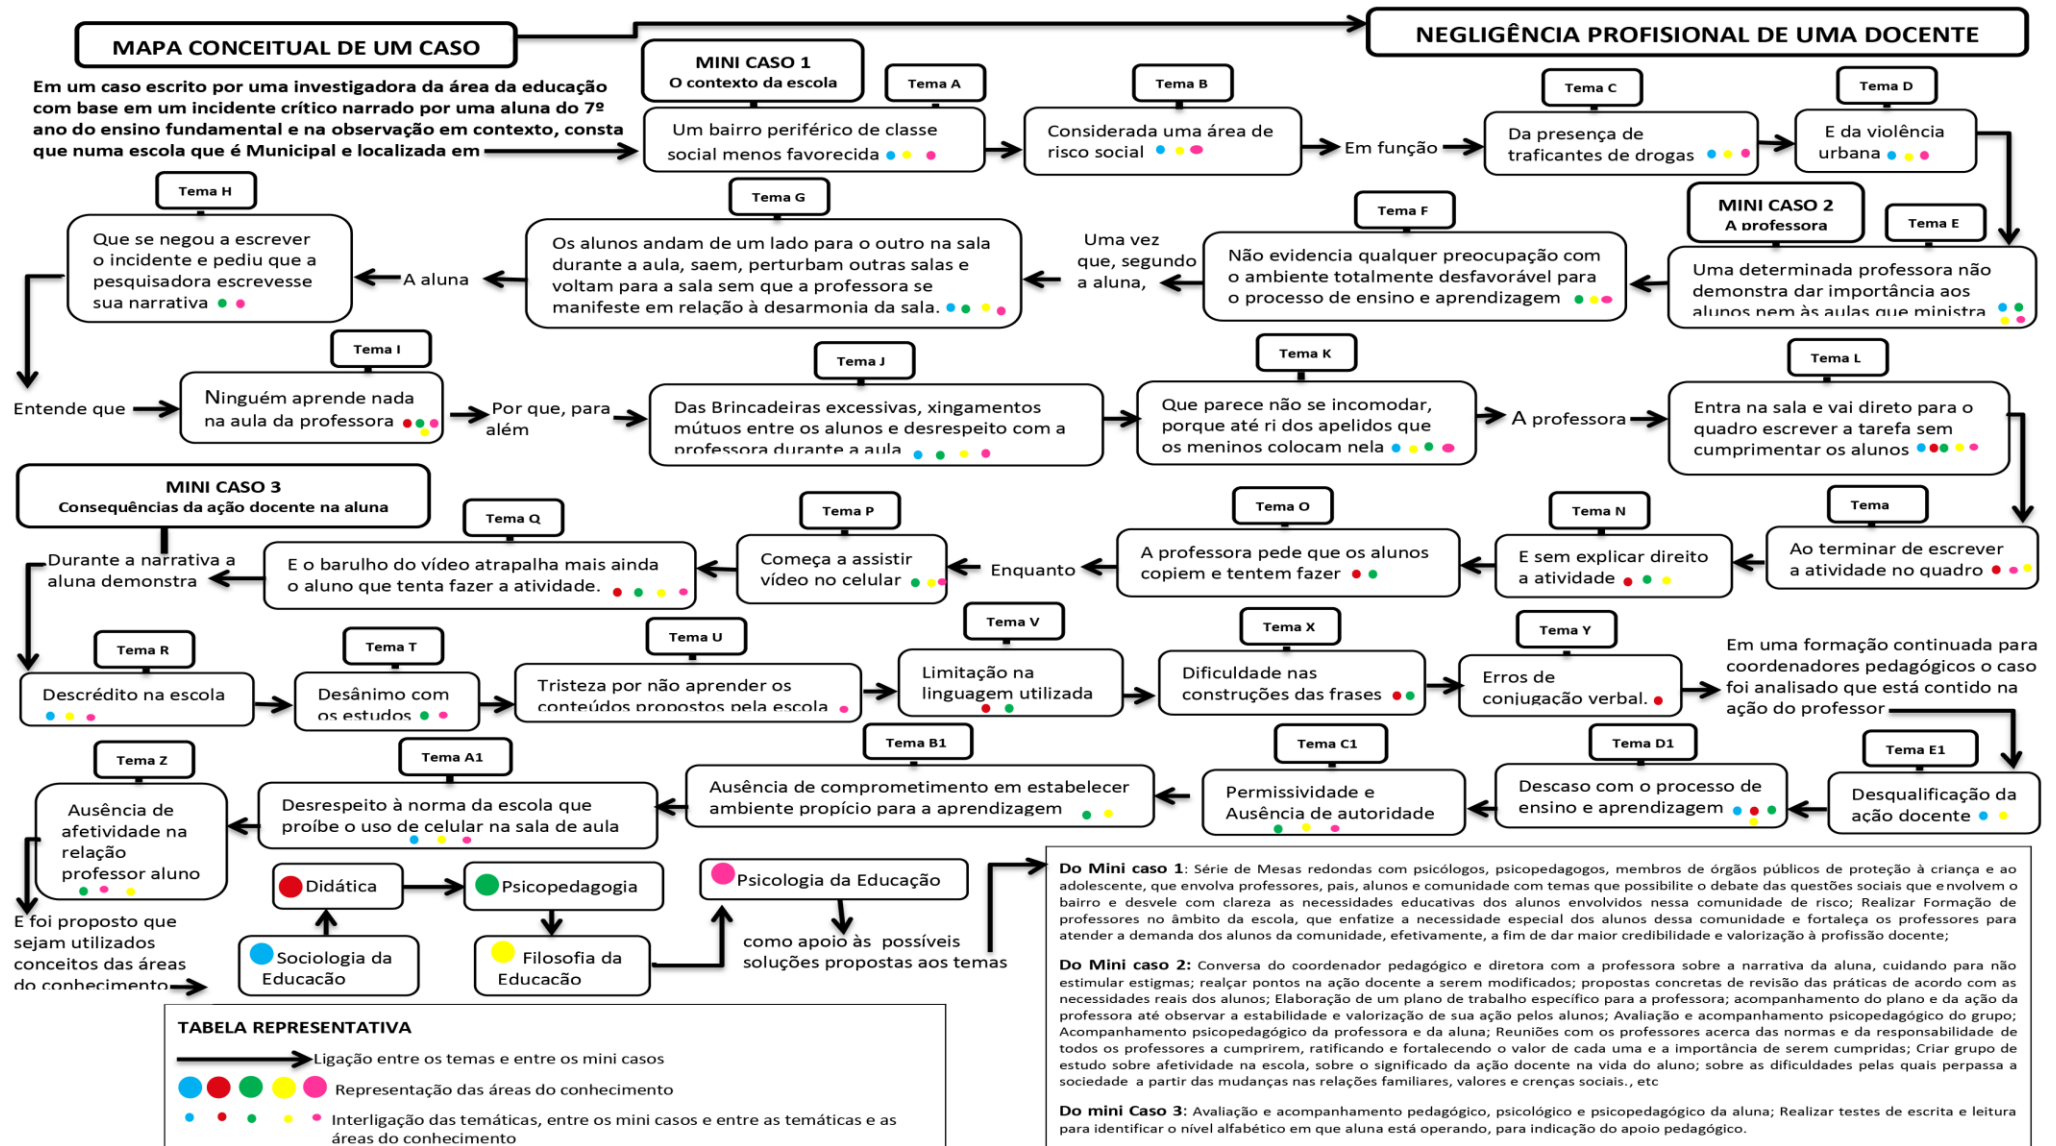 MAPA CONCEITUAL DE UM CASO
NEGLIGÊNCIA PROFISIONAL DE UMA DOCENTE
Em um caso escrito por uma investigadora da área da educação
com base em um incidente crítico narrado por uma aluna do 7º
ano do ensino fundamental e na observação em contexto, consta
que numa escola que é Municipal e localizada em
MINI CASO 1
O contexto da escola
Tema A
Um bairro periférico de classe
social menos favorecida
Tema B
Considerada uma área de
risco social
Em função
Tema C
Da presença de
traficantes de drogas
Tema D
E da violência
urbana
MINI CASO 2
A professora
Tema E
Uma determinada professora não
demonstra dar importância aos
alunos nem às aulas que ministra
Tema F
Não evidencia qualquer preocupação com
o ambiente totalmente desfavorável para
o processo de ensino e aprendizagem
Uma vez
que, segundo
a aluna,
Tema G
Os alunos andam de um lado para o outro na sala
durante a aula, saem, perturbam outras salas e
voltam para a sala sem que a professora se
manifeste em relação à desarmonia da sala.
A aluna
Tema H
Que se negou a escrever
o incidente e pediu que a
pesquisadora escrevesse
sua narrativa
Entende que
Tema I
Ninguém aprende nada
na aula da professora
Por que, para
além
Tema J
Das Brincadeiras excessivas, xingamentos
mútuos entre os alunos e desrespeito com a
professora durante a aula
Tema K
Que parece não se incomodar,
porque até ri dos apelidos que
os meninos colocam nela
A professora
Tema L
Entra na sala e vai direto para o
quadro escrever a tarefa sem
cumprimentar os alunos
Tema
Ao terminar de escrever
a atividade no quadro
Tema N
E sem explicar direito
a atividade
Tema O
A professora pede que os alunos
copiem e tentem fazer
Enquanto
Tema P
Começa a assistir
vídeo no celular
Tema Q
E o barulho do vídeo atrapalha mais ainda
o aluno que tenta fazer a atividade.
MINI CASO 3
Consequências da ação docente na aluna
Durante a narrativa a
aluna demonstra
Tema R
Descrédito na escola
Tema T
Desânimo com
os estudos
Tema U
Tristeza por não aprender os
conteúdos propostos pela escola
Tema V
Limitação na
linguagem utilizada
Tema X
Dificuldade nas
construções das frases
Tema Y
Erros de
conjugação verbal.
Em uma formação continuada para
coordenadores pedagógicos o caso
foi analisado que está contido na
ação do professor
Tema E1
Desqualificação da
ação docente
Tema D1
Descaso com o processo de
ensino e aprendizagem
Tema C1
Permissividade e
Ausência de autoridade
Tema B1
Ausência de comprometimento em estabelecer
ambiente propício para a aprendizagem
Tema A1
Desrespeito à norma da escola que
proíbe o uso de celular na sala de aula
Tema Z
Ausência de
afetividade na
relação
professor aluno
E foi proposto que
sejam utilizados
conceitos das áreas
do conhecimento
Sociologia da
Educação
Didática
Psicopedagogia
Filosofia da
Educação
Psicologia da Educação
como apoio às possíveis
soluções propostas aos temas
Do Mini caso 1: Série de Mesas redondas com psicólogos, psicopedagogos, membros de órgãos públicos de proteção à criança e ao
adolescente, que envolva professores, pais, alunos e comunidade com temas que possibilite o debate das questões sociais que envolvem o
bairro e desvele com clareza as necessidades educativas dos alunos envolvidos nessa comunidade de risco; Realizar Formação de
professores no âmbito da escola, que enfatize a necessidade especial dos alunos dessa comunidade e fortaleça os professores para
atender a demanda dos alunos da comunidade, efetivamente, a fim de dar maior credibilidade e valorização à profissão docente;
Do Mini caso 2: Conversa do coordenador pedagógico e diretora com a professora sobre a narrativa da aluna, cuidando para não
estimular estigmas; realçar pontos na ação docente a serem modificados; propostas concretas de revisão das práticas de acordo com as
necessidades reais dos alunos; Elaboração de um plano de trabalho específico para a professora; acompanhamento do plano e da ação da
professora até observar a estabilidade e valorização de sua ação pelos alunos; Avaliação e acompanhamento psicopedagógico do grupo;
Acompanhamento psicopedagógico da professora e da aluna; Reuniões com os professores acerca das normas e da responsabilidade de
todos os professores a cumprirem, ratificando e fortalecendo o valor de cada uma e a importância de serem cumpridas; Criar grupo de
estudo sobre afetividade na escola, sobre o significado da ação docente na vida do aluno; sobre as dificuldades pelas quais perpassa a
sociedade a partir das mudanças nas relações familiares, valores e crenças sociais., etc
Do mini Caso 3: Avaliação e acompanhamento pedagógico, psicológico e psicopedagógico da aluna; Realizar testes de escrita e leitura
para identificar o nível alfabético em que aluna está operando, para indicação do apoio pedagógico.
TABELA REPRESENTATIVA
Ligação entre os temas e entre os mini casos
Representação das áreas do conhecimento
Interligação das temáticas, entre os mini casos e entre as temáticas e as
áreas do conhecimento